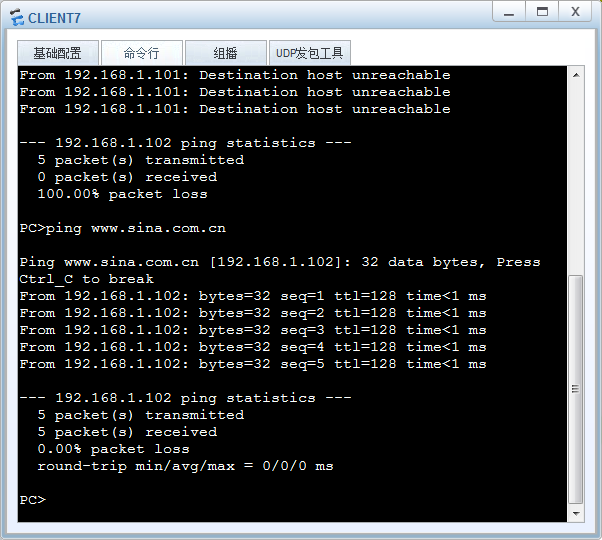 CLIENT7
基础配置 命令行 组播 UDP发包工具
From 192.168.1.101: Destination host unreachable
From 192.168.1.101: Destination host unreachable
From 192.168.1.101: Destination host unreachable
--- 192.168.1.102 ping statistics ---
5 packet(s) transmitted
0 packet(s) received
100.00% packet loss
PC>ping www.sina.com.cn
Ping www.sina.com.cn [192.168.1.102]: 32 data bytes, Press
Ctrl_C to break
From 192.168.1.102: bytes=32 seq=1 ttl=128 time<1 ms
From 192.168.1.102: bytes=32 seq=2 ttl=128 time<1 ms
From 192.168.1.102: bytes=32 seq=3 ttl=128 time<1 ms
From 192.168.1.102: bytes=32 seq=4 ttl=128 time<1 ms
From 192.168.1.102: bytes=32 seq=5 ttl=128 time<1 ms
--- 192.168.1.102 ping statistics ---
5 packet(s) transmitted
5 packet(s) received
0.00% packet loss
round-trip min/avg/max = 0/0/0 ms
PC>